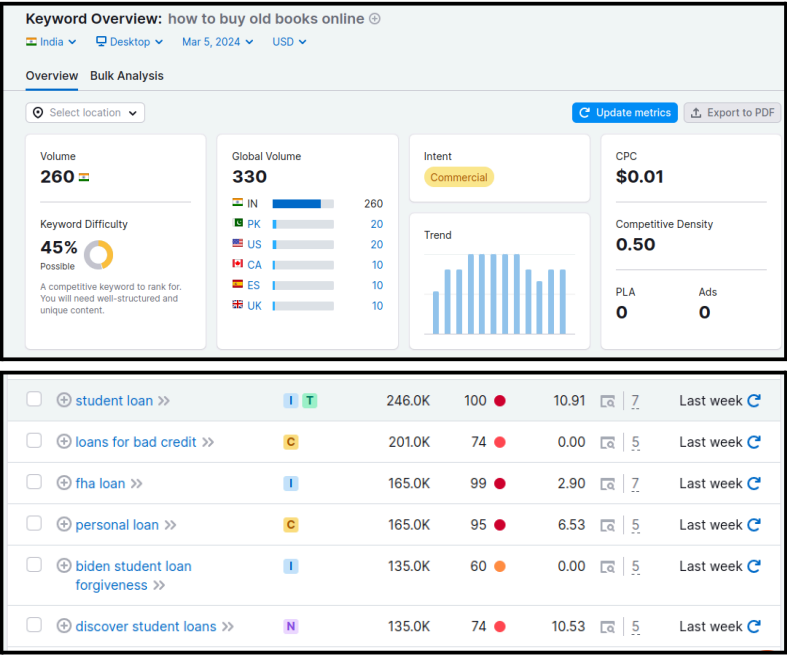 Keyword Overview: how to buy old books online
India Desktop Mar 5, 2024 USD
Overview Bulk Analysis
Select location Update metrics Export to PDF
Volume
260
Keyword Difficulty
45%
Possible
A competitive keyword to rank for.
You will need well-structured and
unique content.
Global Volume
330
IN 260
PK 20
US 20
CA 10
ES 10
UK 10
Intent
Commercial
Trend
CPC
$0.01
Competitive Density
0.50
PLA Ads
0 0
student loan I T 246.0K 100 10.91 7 Last week
loans for bad credit C 201.0K 74 0.00 5 Last week
fha loan I 165.0K 99 2.90 7 Last week
personal loan C 165.0K 95 6.53 5 Last week
biden student loan I 135.0K 60 0.00 5 Last week
forgiveness
discover student loans N 135.0K 74 10.53 5 Last week